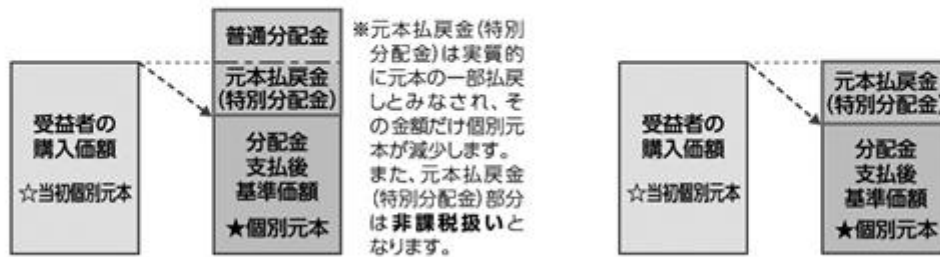 普通分配金
元本払戻金
(特別分配金)
受益者の
購入価額
☆当初個別元本
分配金
支払後
基準価額
★個別元本
※元本払戻金(特別
分配金)は実質的
に元本の一部払戻
しとみなされ、そ
の金額だけ個別元
本が減少します。
また、元本払戻金
(特別分配金)部分
は非課税扱いと
なります。
受益者の
購入価額
☆当初個別元本
元本払戻金
(特別分配金
分配金
支払後
基準価額
★個別元本